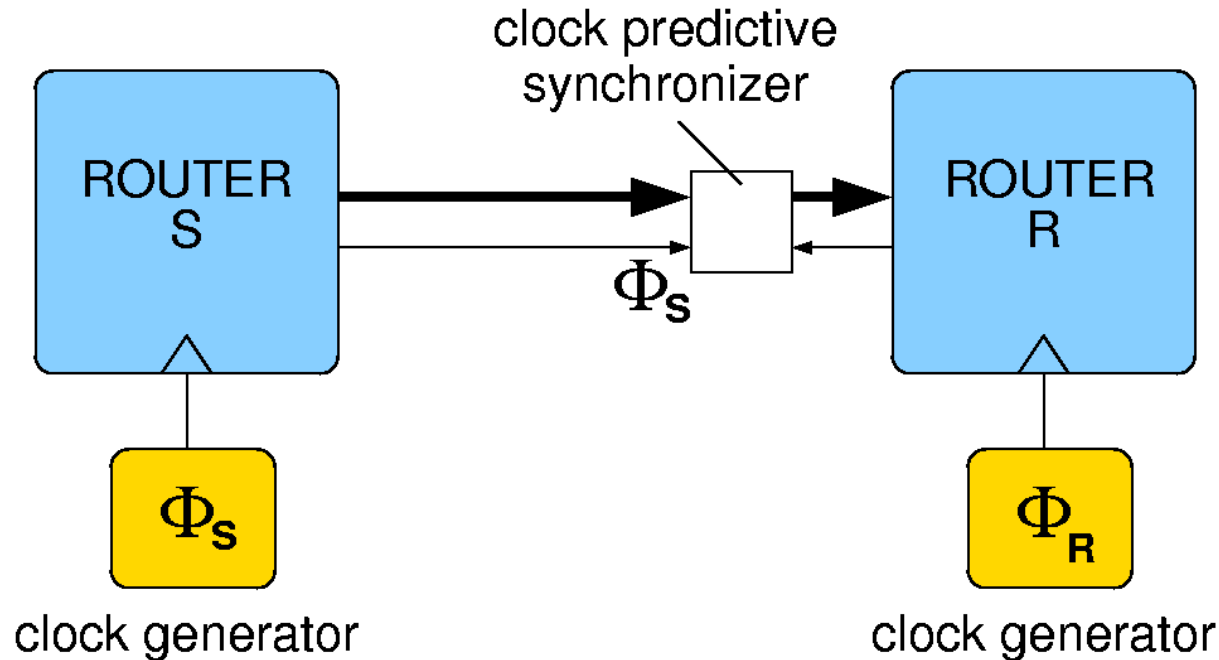 clock predictive
synchronizer
ROUTER
S
ROUTER
R
ΦS
ΦS
ΦR
clock generator
clock generator